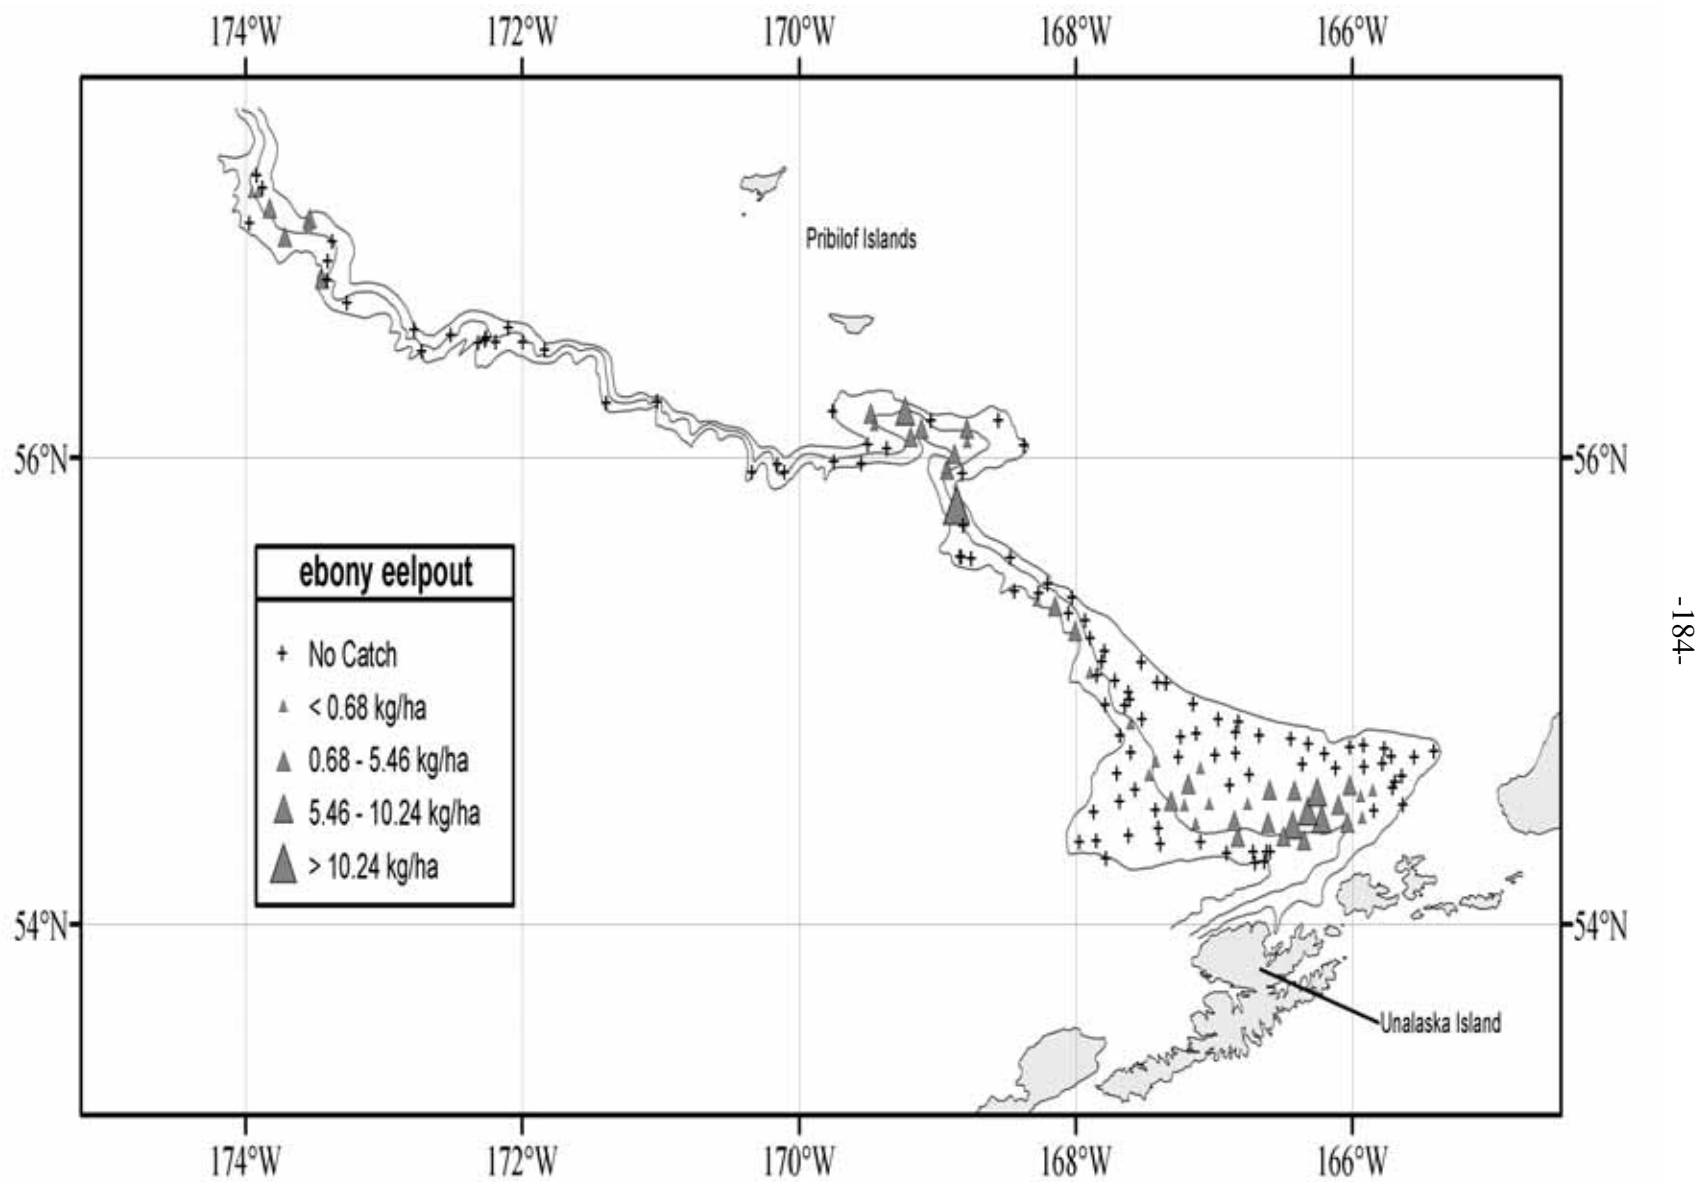 174°W 172°W 170°W 168°W 166°W
Pribilof Islands
56°N 56°N
ebony eelpout
No Catch
< 0.68 kg/ha
0.68 - 5.46 kg/ha
5.46 - 10.24 kg/ha
> 10.24 kg/ha
54°N 54°N
Unalaska Island
174°W 172°W 170°W 168°W 166°W
-184-